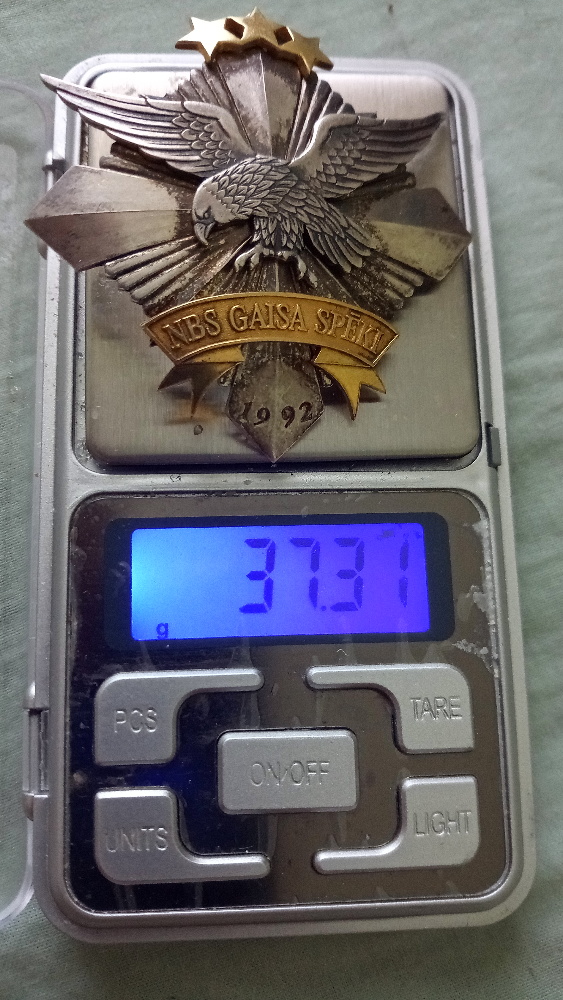 NBS GAISA SPĒKI
1992
37.31
g
PCS
TARE
ON/OFF
UNITS
LIGHT